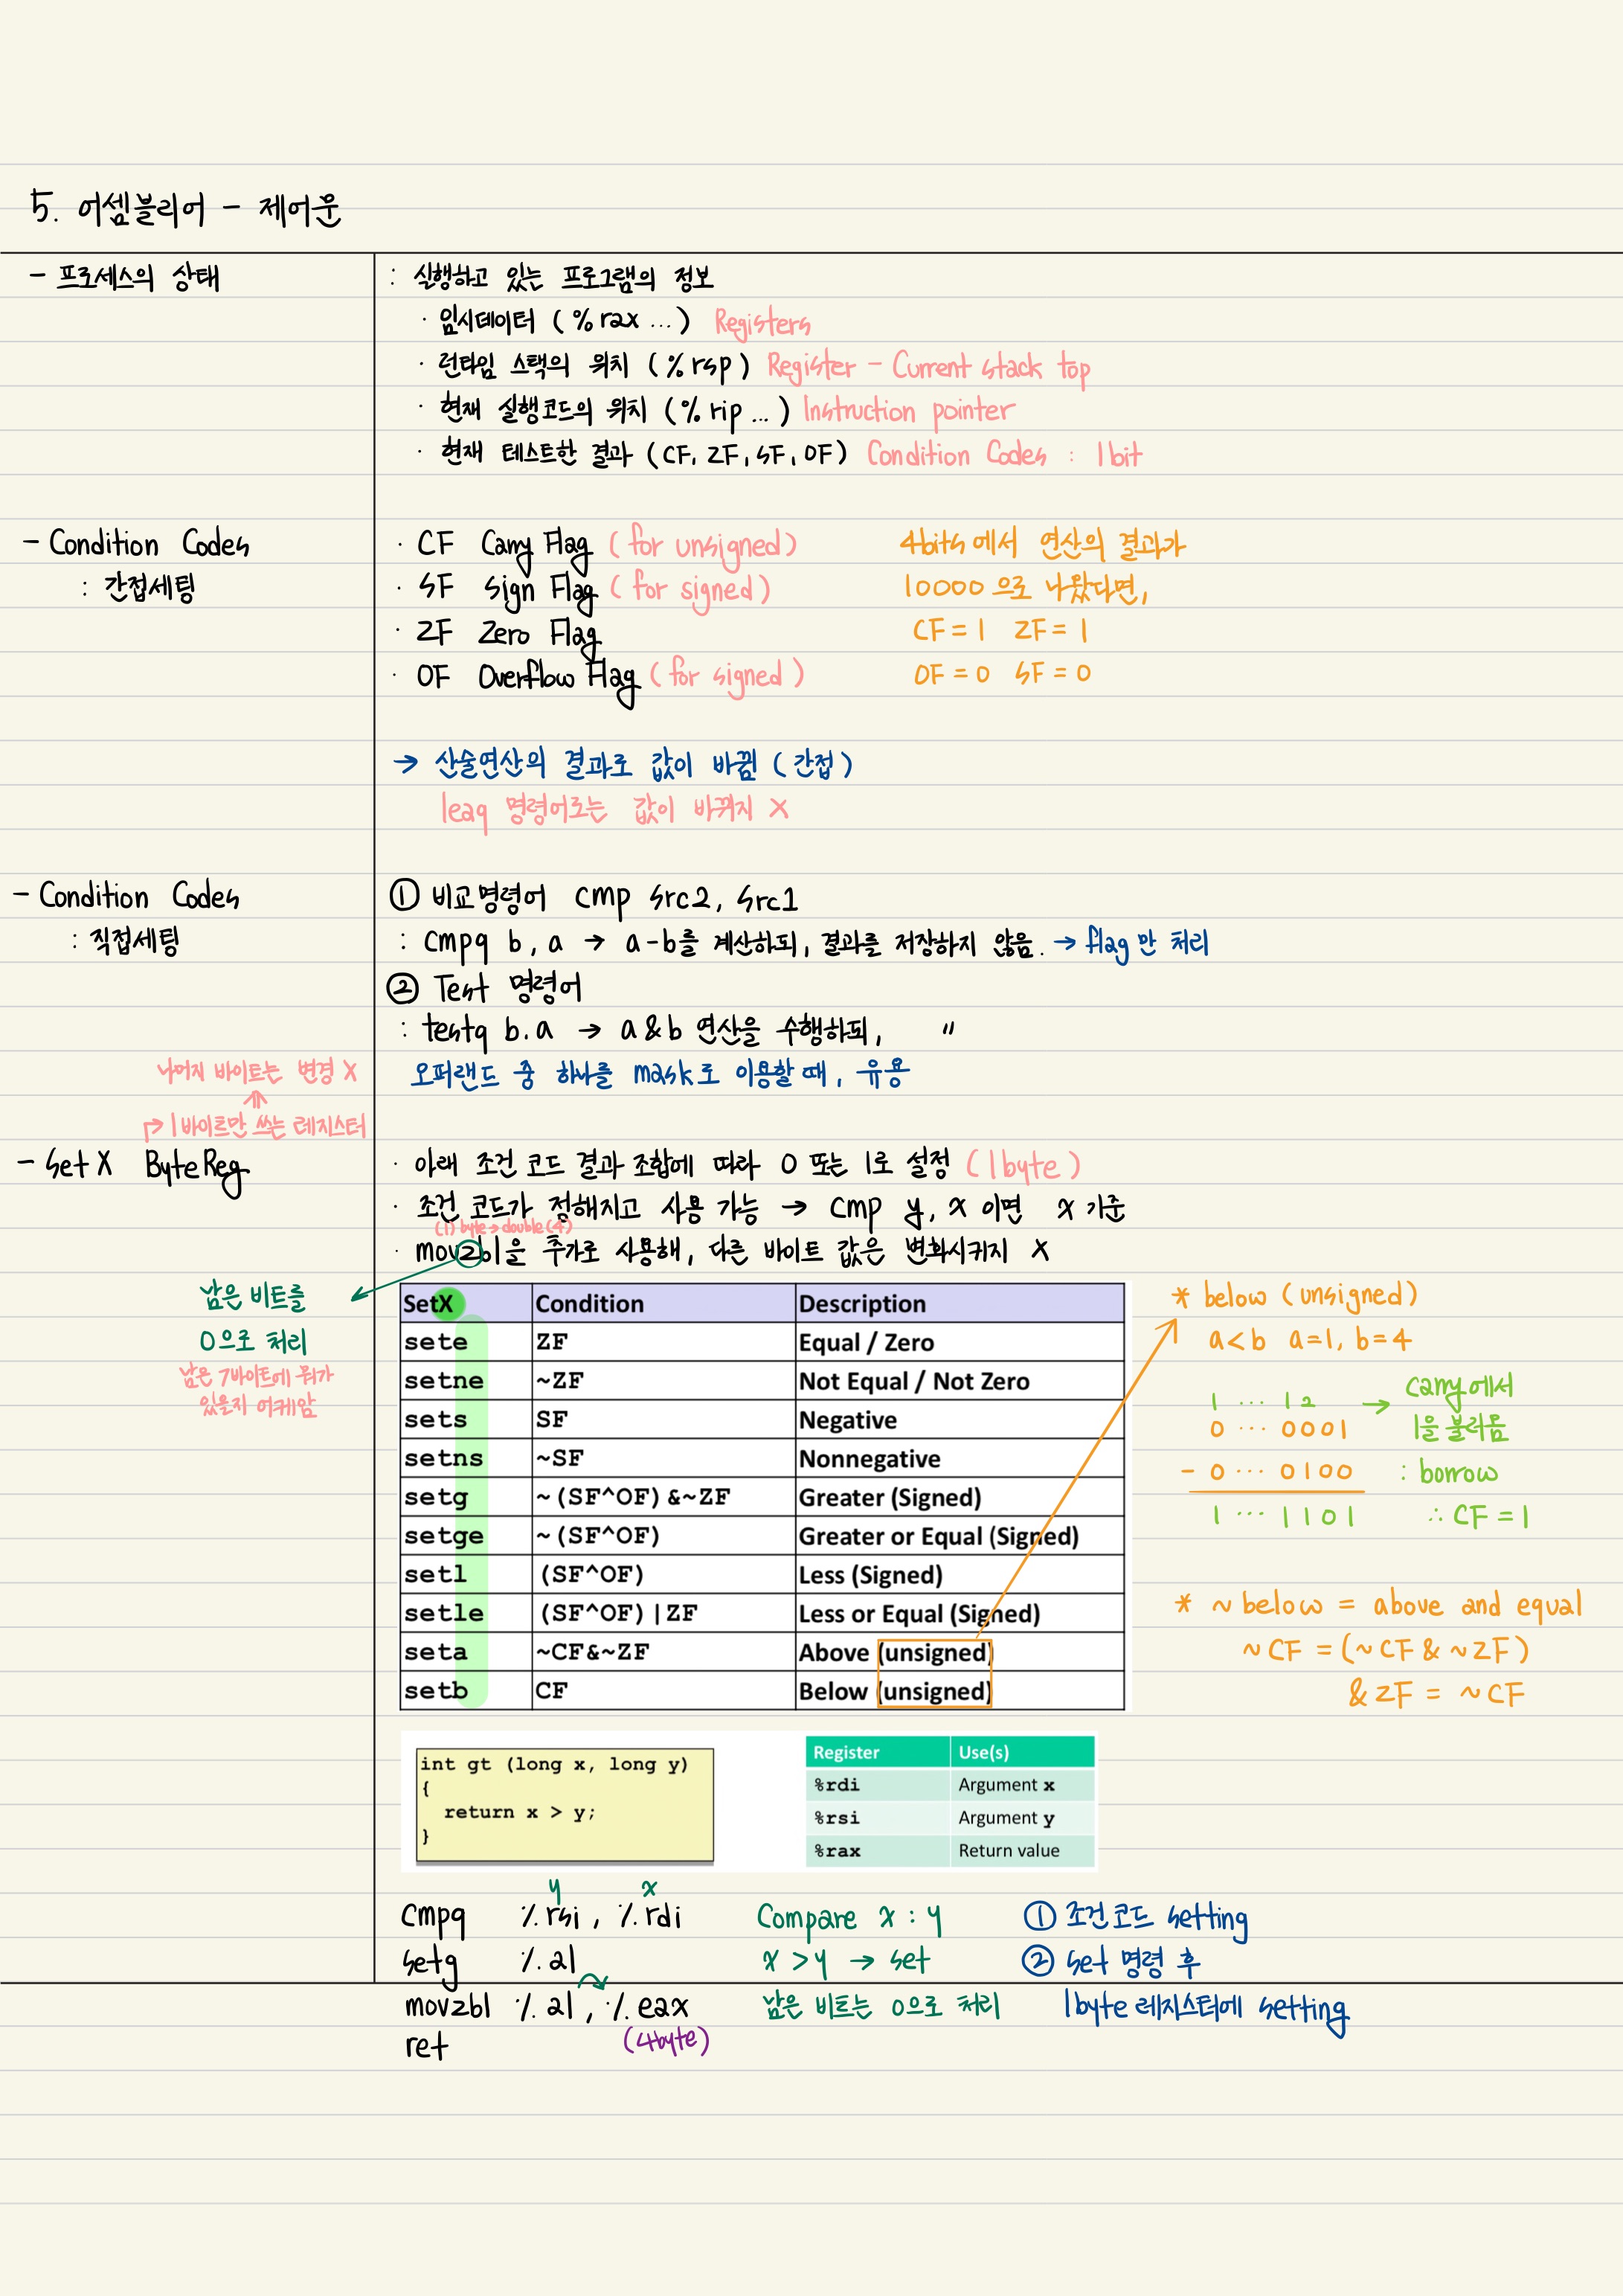 5. 어셈블리어 - 제어문
- 프로세스의 상태
: 실행하고 있는 프로그램의 정보
· 임시데이터 (%rax ...) Registers
· 런타임 스택의 위치 (%rsp) Register - Current stack top
· 현재 실행코드의 위치 (%rip ...) Instruction pointer
· 현재 테스트한 결과 (CF, ZF, SF, OF) Condition Codes : 1bit
- Condition Codes
: 간접세팅
· CF Carry Flag (for unsigned)
· SF Sign Flag (for signed)
· ZF Zero Flag
· OF Overflow Flag (for signed)
4bits에서 연산의 결과가
10000으로 나왔다면,
CF = 1 ZF = 1
OF = 0 SF = 0
→ 산술연산의 결과로 값이 바뀜 (간접)
leaq 명령어로는 값이 바뀌지 X
- Condition Codes
: 직접세팅
① 비교명령어 cmp src2, src1
: cmpq b, a → a-b를 계산하되, 결과를 저장하지 않음. → flag만 처리
② Test 명령어
: testq b.a → a&b 연산을 수행하되, "
오퍼랜드 중 하나를 mask로 이용할 때, 유용
나머지 바이트는 변경 X
⇑
↱ 1바이트만 쓰는 레지스터
- Set X ByteReg
· 아래 조건 코드 결과 조합에 따라 0 또는 1로 설정 (1byte)
· 조건 코드가 정해지고 사용 가능 → cmp y, x 이면 x 기준
(1) byte→double(4)
· movzbl을 추가로 사용해, 다른 바이트 값은 변화시키지 X
남은 비트를
0으로 처리
남은 7바이트에 뭐가
있을지 어케암
SetX Condition Description
sete ZF Equal / Zero
setne ~ZF Not Equal / Not Zero
sets SF Negative
setns ~SF Nonnegative
setg ~(SF^OF)&~ZF Greater (Signed)
setge ~(SF^OF) Greater or Equal (Signed)
setl (SF^OF) Less (Signed)
setle (SF^OF)|ZF Less or Equal (Signed)
seta ~CF&~ZF Above (unsigned)
setb CF Below (unsigned)
* below (unsigned)
a<b a=1, b=4
1 ... 1 2 → carry에서
0 ... 0001 1을 불러옴
- 0 ... 0100 : borrow
1 ... 1101 ∴ CF = 1
* ~below = above and equal
~CF = (~CF & ~ZF)
& ZF = ~CF
int gt (long x, long y)
{
return x > y;
}
Register Use(s)
%rdi Argument x
%rsi Argument y
%rax Return value
y x
cmpq %rsi, %rdi Compare x : y ① 조건코드 setting
setg %al x > y → set ② set 명령 후
movzbl %al, %eax 남은 비트는 0으로 처리 1byte 레지스터에 setting
ret (4byte)